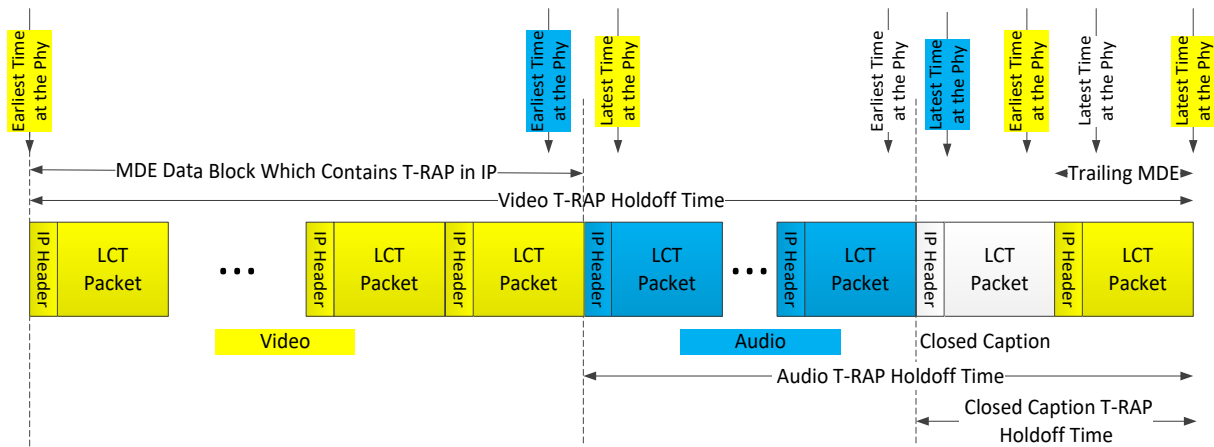 Earliest Time
at the Phy
Earliest Time
at the Phy
Latest Time
at the Phy
Earliest Time
at the Phy
Latest Time
at the Phy
Earliest Time
at the Phy
Latest Time
at the Phy
Latest Time
at the Phy
MDE Data Block Which Contains T-RAP in IP
Trailing MDE
Video T-RAP Holdoff Time
IP Header
LCT
Packet
...
IP Header
LCT
Packet
IP Header
LCT
Packet
IP Header
LCT
Packet
...
IP Header
LCT
Packet
IP Header
LCT
Packet
IP Header
LCT
Packet
Video
Audio
Closed Caption
Audio T-RAP Holdoff Time
Closed Caption T-RAP
Holdoff Time